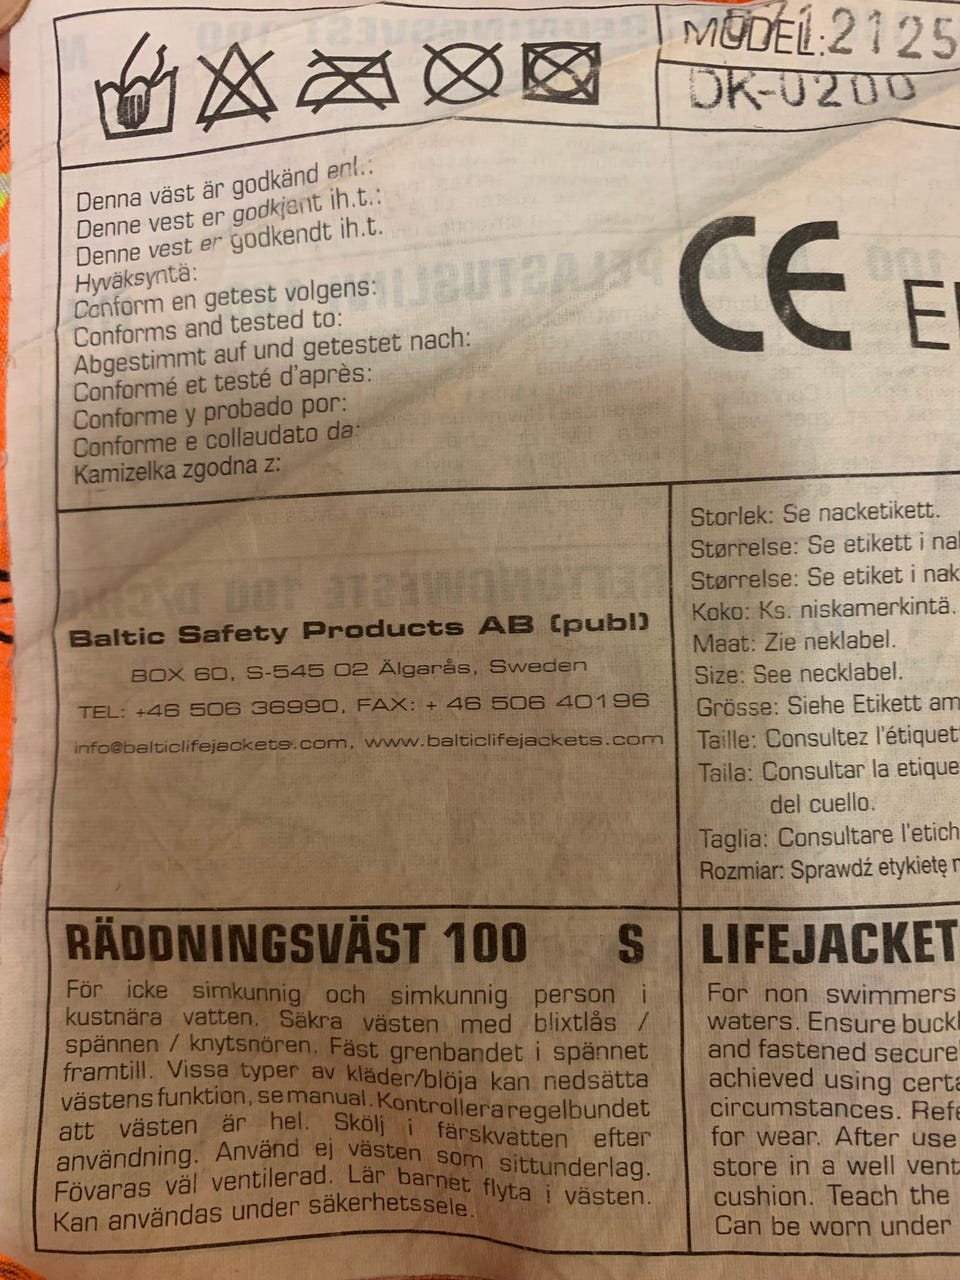 MODEL: 2125
DK-0200
Denna väst är godkänd enl.:
Denne vest er godkjent ih.t.:
Denne vest er godkendt ih.t.
Hyväksyntä:
Conform en getest volgens:
Conforms and tested to:
Abgestimmt auf und getestet nach:
Conformé et testé d'après:
Conforme y probado por:
Conforme e collaudato da:
Kamizelka zgodna z:
CE
Baltic Safety Products AB (publ)
BOX 60, S-545 02 Älgarås, Sweden
TEL: +46 506 36990, FAX: + 46 506 40196
info@balticlifejackets.com, www.balticlifejackets.com
Storlek: Se nacketikett.
Størrelse: Se etikett i nak
Størrelse: Se etiket i nak
Koko: Ks. niskamerkintä.
Maat: Zie neklabel.
Size: See necklabel.
Grösse: Siehe Etikett am
Taille: Consultez l'étiquet
Taila: Consultar la etique
del cuello.
Taglia: Consultare l'etich
Rozmiar: Sprawdź etykietę
RÄDDNINGSVÄST 100 S
För icke simkunnig och simkunnig person i
kustnära vatten. Säkra västen med blixtlås /
spännen / knytsnören. Fäst grenbandet i spännet
framtill. Vissa typer av kläder/blöja kan nedsätta
västens funktion, se manual. Kontrollera regelbundet
att västen är hel. Skölj i färskvatten efter
användning. Använd ej västen som sittunderlag.
Fövaras väl ventilerad. Lär barnet flyta i västen.
Kan användas under säkerhetssele.
LIFEJACKET
For non swimmers
waters. Ensure buckl
and fastened secure
achieved using certa
circumstances. Refe
for wear. After use
store in a well vent
cushion. Teach the
Can be worn under